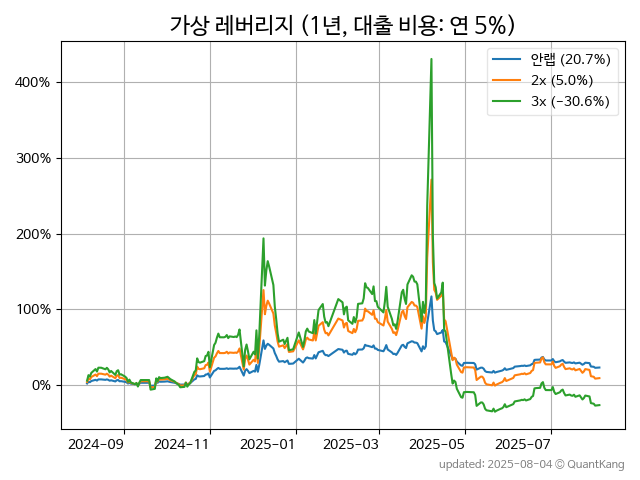 가상 레버리지 (1년, 대출 비용: 연 5%)
안랩 (20.7%)
2x (5.0%)
3x (−30.6%)
400%
300%
200%
100%
0%
2024−09 2024−11 2025−01 2025−03 2025−05 2025−07
updated: 2025-08-04 © QuantKang